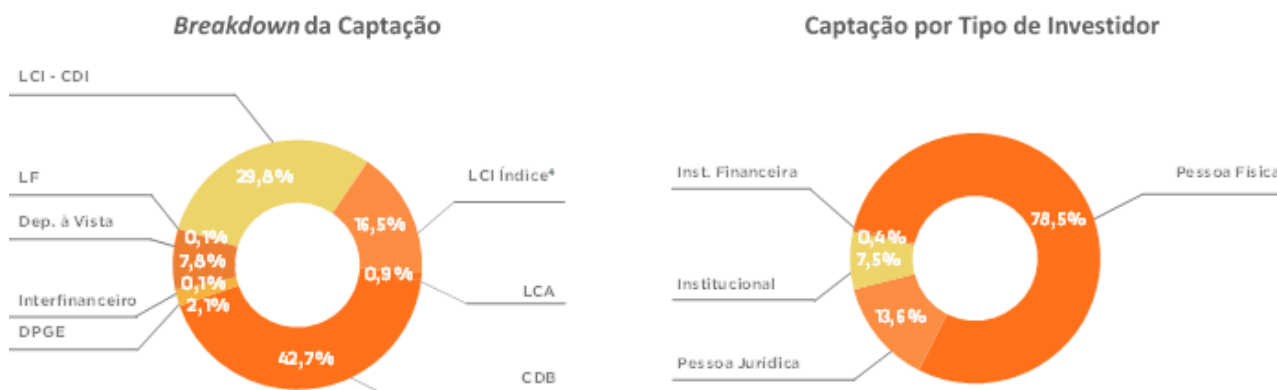 Breakdown da Captação
LCI - CDI
LF
Dep. à Vista
Interfinanceiro
DPGE
29,8%
16,5%
0,9%
0,1%
7,8%
0,1%
2,1%
42,7%
LCI Índice⁴
LCA
CDB
Captação por Tipo de Investidor
Inst. Financeira
Institucional
Pessoa Jurídica
78,5%
0,4%
7,5%
13,6%
Pessoa Física